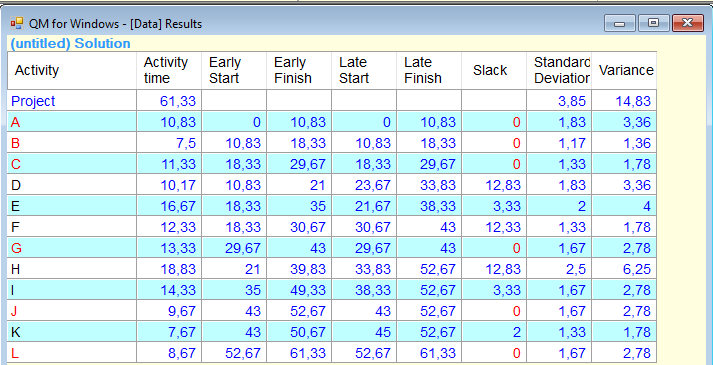 QM for Windows - [Data] Results
(untitled) Solution
Activity Activity time Early Start Early Finish Late Start Late Finish Slack Standard Deviation Variance
Project 61,33 3,85 14,83
A 10,83 0 10,83 0 10,83 0 1,83 3,36
B 7,5 10,83 18,33 10,83 18,33 0 1,17 1,36
C 11,33 18,33 29,67 18,33 29,67 0 1,33 1,78
D 10,17 10,83 21 23,67 33,83 12,83 1,83 3,36
E 16,67 18,33 35 21,67 38,33 3,33 2 4
F 12,33 18,33 30,67 30,67 43 12,33 1,33 1,78
G 13,33 29,67 43 29,67 43 0 1,67 2,78
H 18,83 21 39,83 33,83 52,67 12,83 2,5 6,25
I 14,33 35 49,33 38,33 52,67 3,33 1,67 2,78
J 9,67 43 52,67 43 52,67 0 1,67 2,78
K 7,67 43 50,67 45 52,67 2 1,33 1,78
L 8,67 52,67 61,33 52,67 61,33 0 1,67 2,78